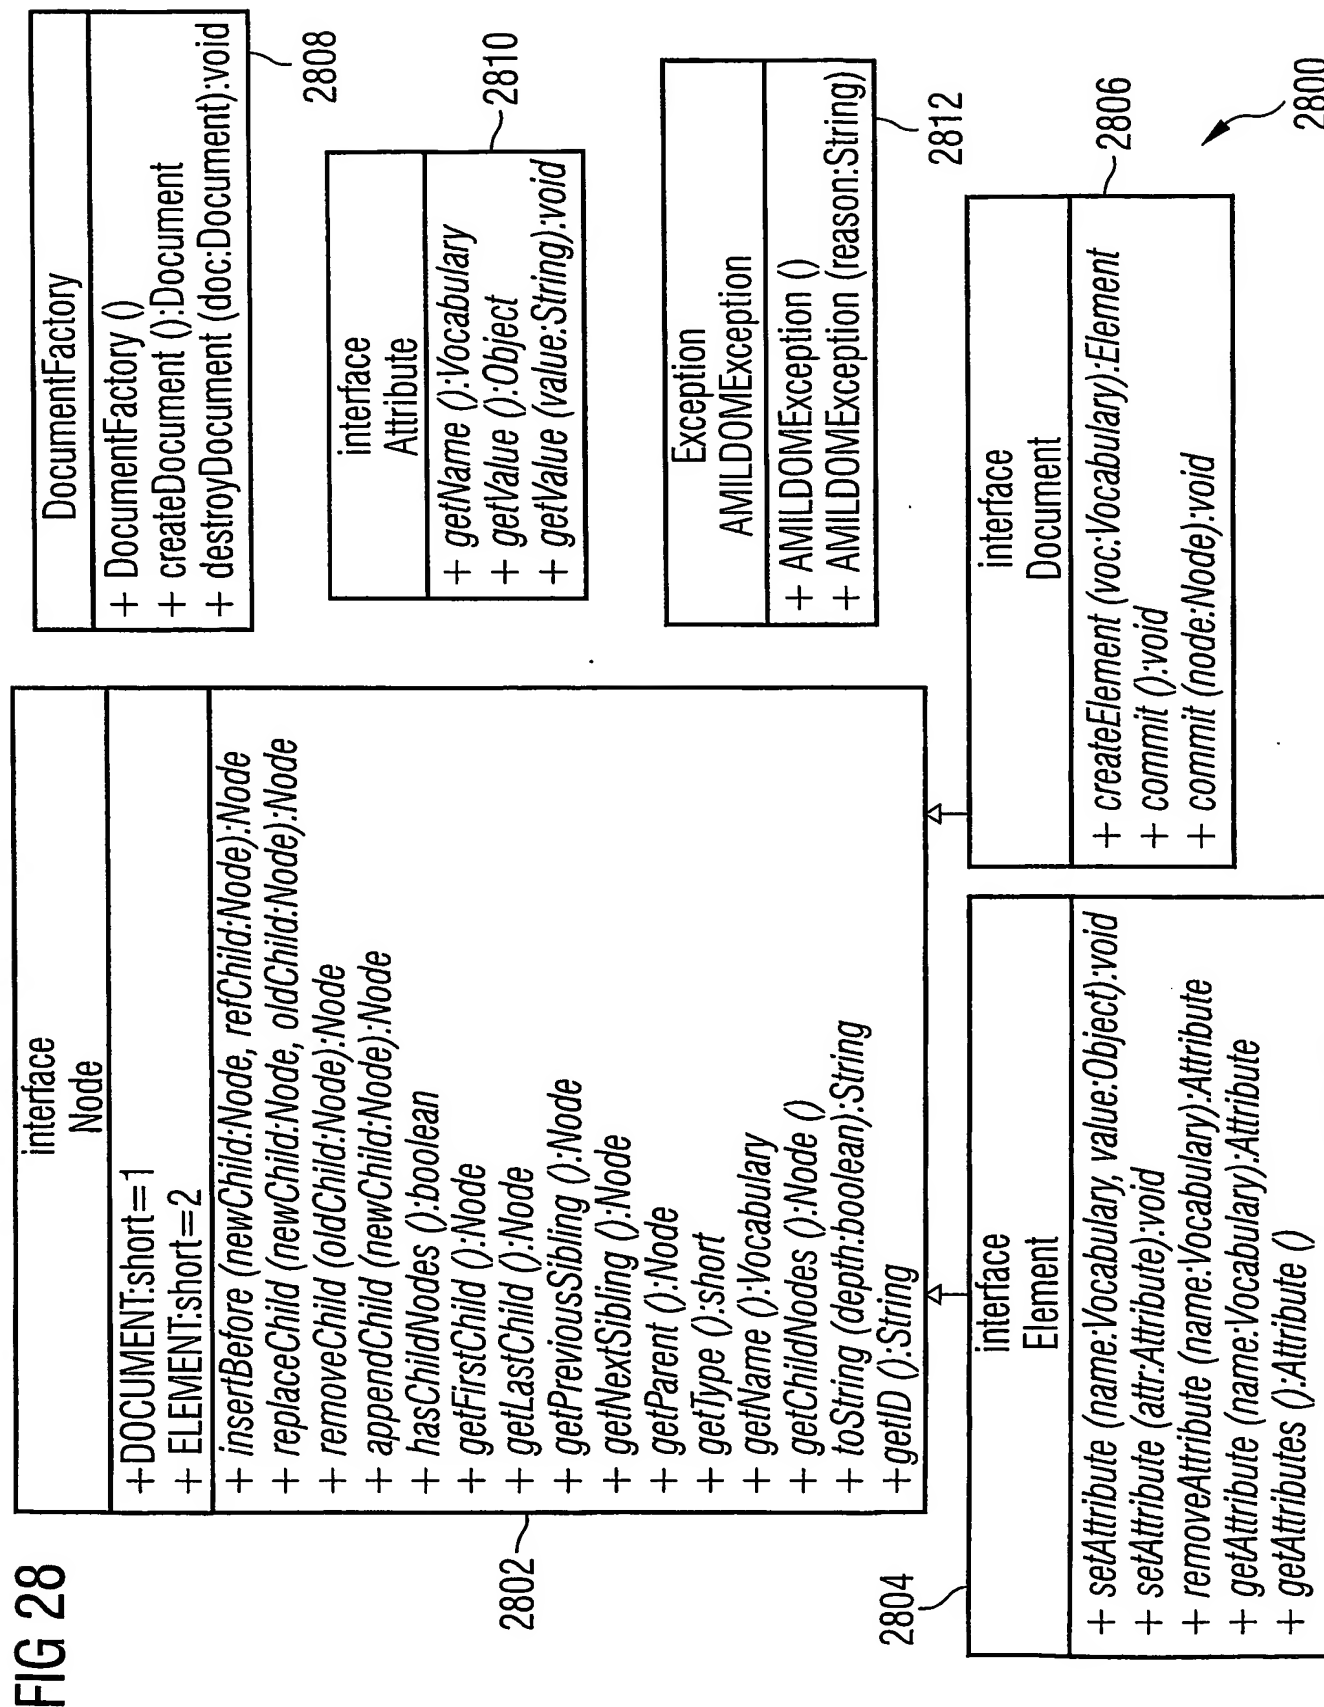 FIG 28
interface
Node
+DOCUMENT:short=1
+ ELEMENT:short=2
+ insertBefore (newChild:Node, refChild:Node):Node
+ replaceChild (newChild:Node, oldChild:Node):Node
+ removeChild (oldChild:Node):Node
+ appendChild (newChild:Node):Node
+ hasChildNodes ():boolean
+ getFirstChild ():Node
+ getLastChild ():Node
+ getPreviousSibling ():Node
+ getNextSibling ():Node
+ getParent ():Node
+ getType ():short
+ getName ():Vocabulary
+ getChildNodes ():Node ()
+ toString (depth:boolean):String
+getID ():String
2802
DocumentFactory
+ DocumentFactory ()
+ createDocument ():Document
+ destroyDocument (doc:Document):void
2808
interface
Attribute
+ getName ():Vocabulary
+ getValue ():Object
+ getValue (value:String):void
2810
Exception
AMILDOMException
+ AMILDOMException ()
+ AMILDOMException (reason:String)
2812
2804
interface
Element
+ setAttribute (name:Vocabulary, value:Object):void
+ setAttribute (attr:Attribute):void
+ removeAttribute (name:Vocabulary):Attribute
+ getAttribute (name:Vocabulary):Attribute
+ getAttributes ():Attribute ()
interface
Document
+ createElement (voc:Vocabulary):Element
+ commit ():void
+ commit (node:Node):void
2806
2800